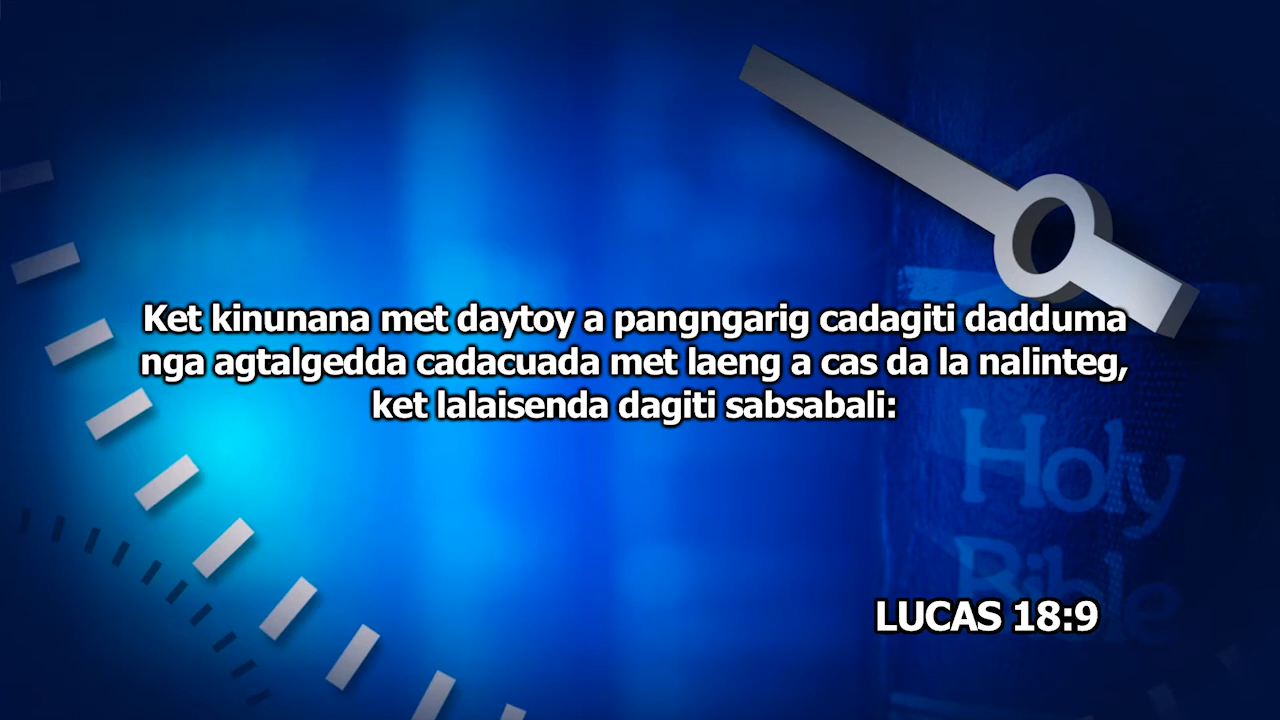 Ket kinunana met daytoy a pangngarig cadagiti dadduma
nga agtalgedda cadacuada met laeng a cas da la nalinteg,
ket lalaisenda dagiti sabsabali:
Holy
Bible
LUCAS 18:9